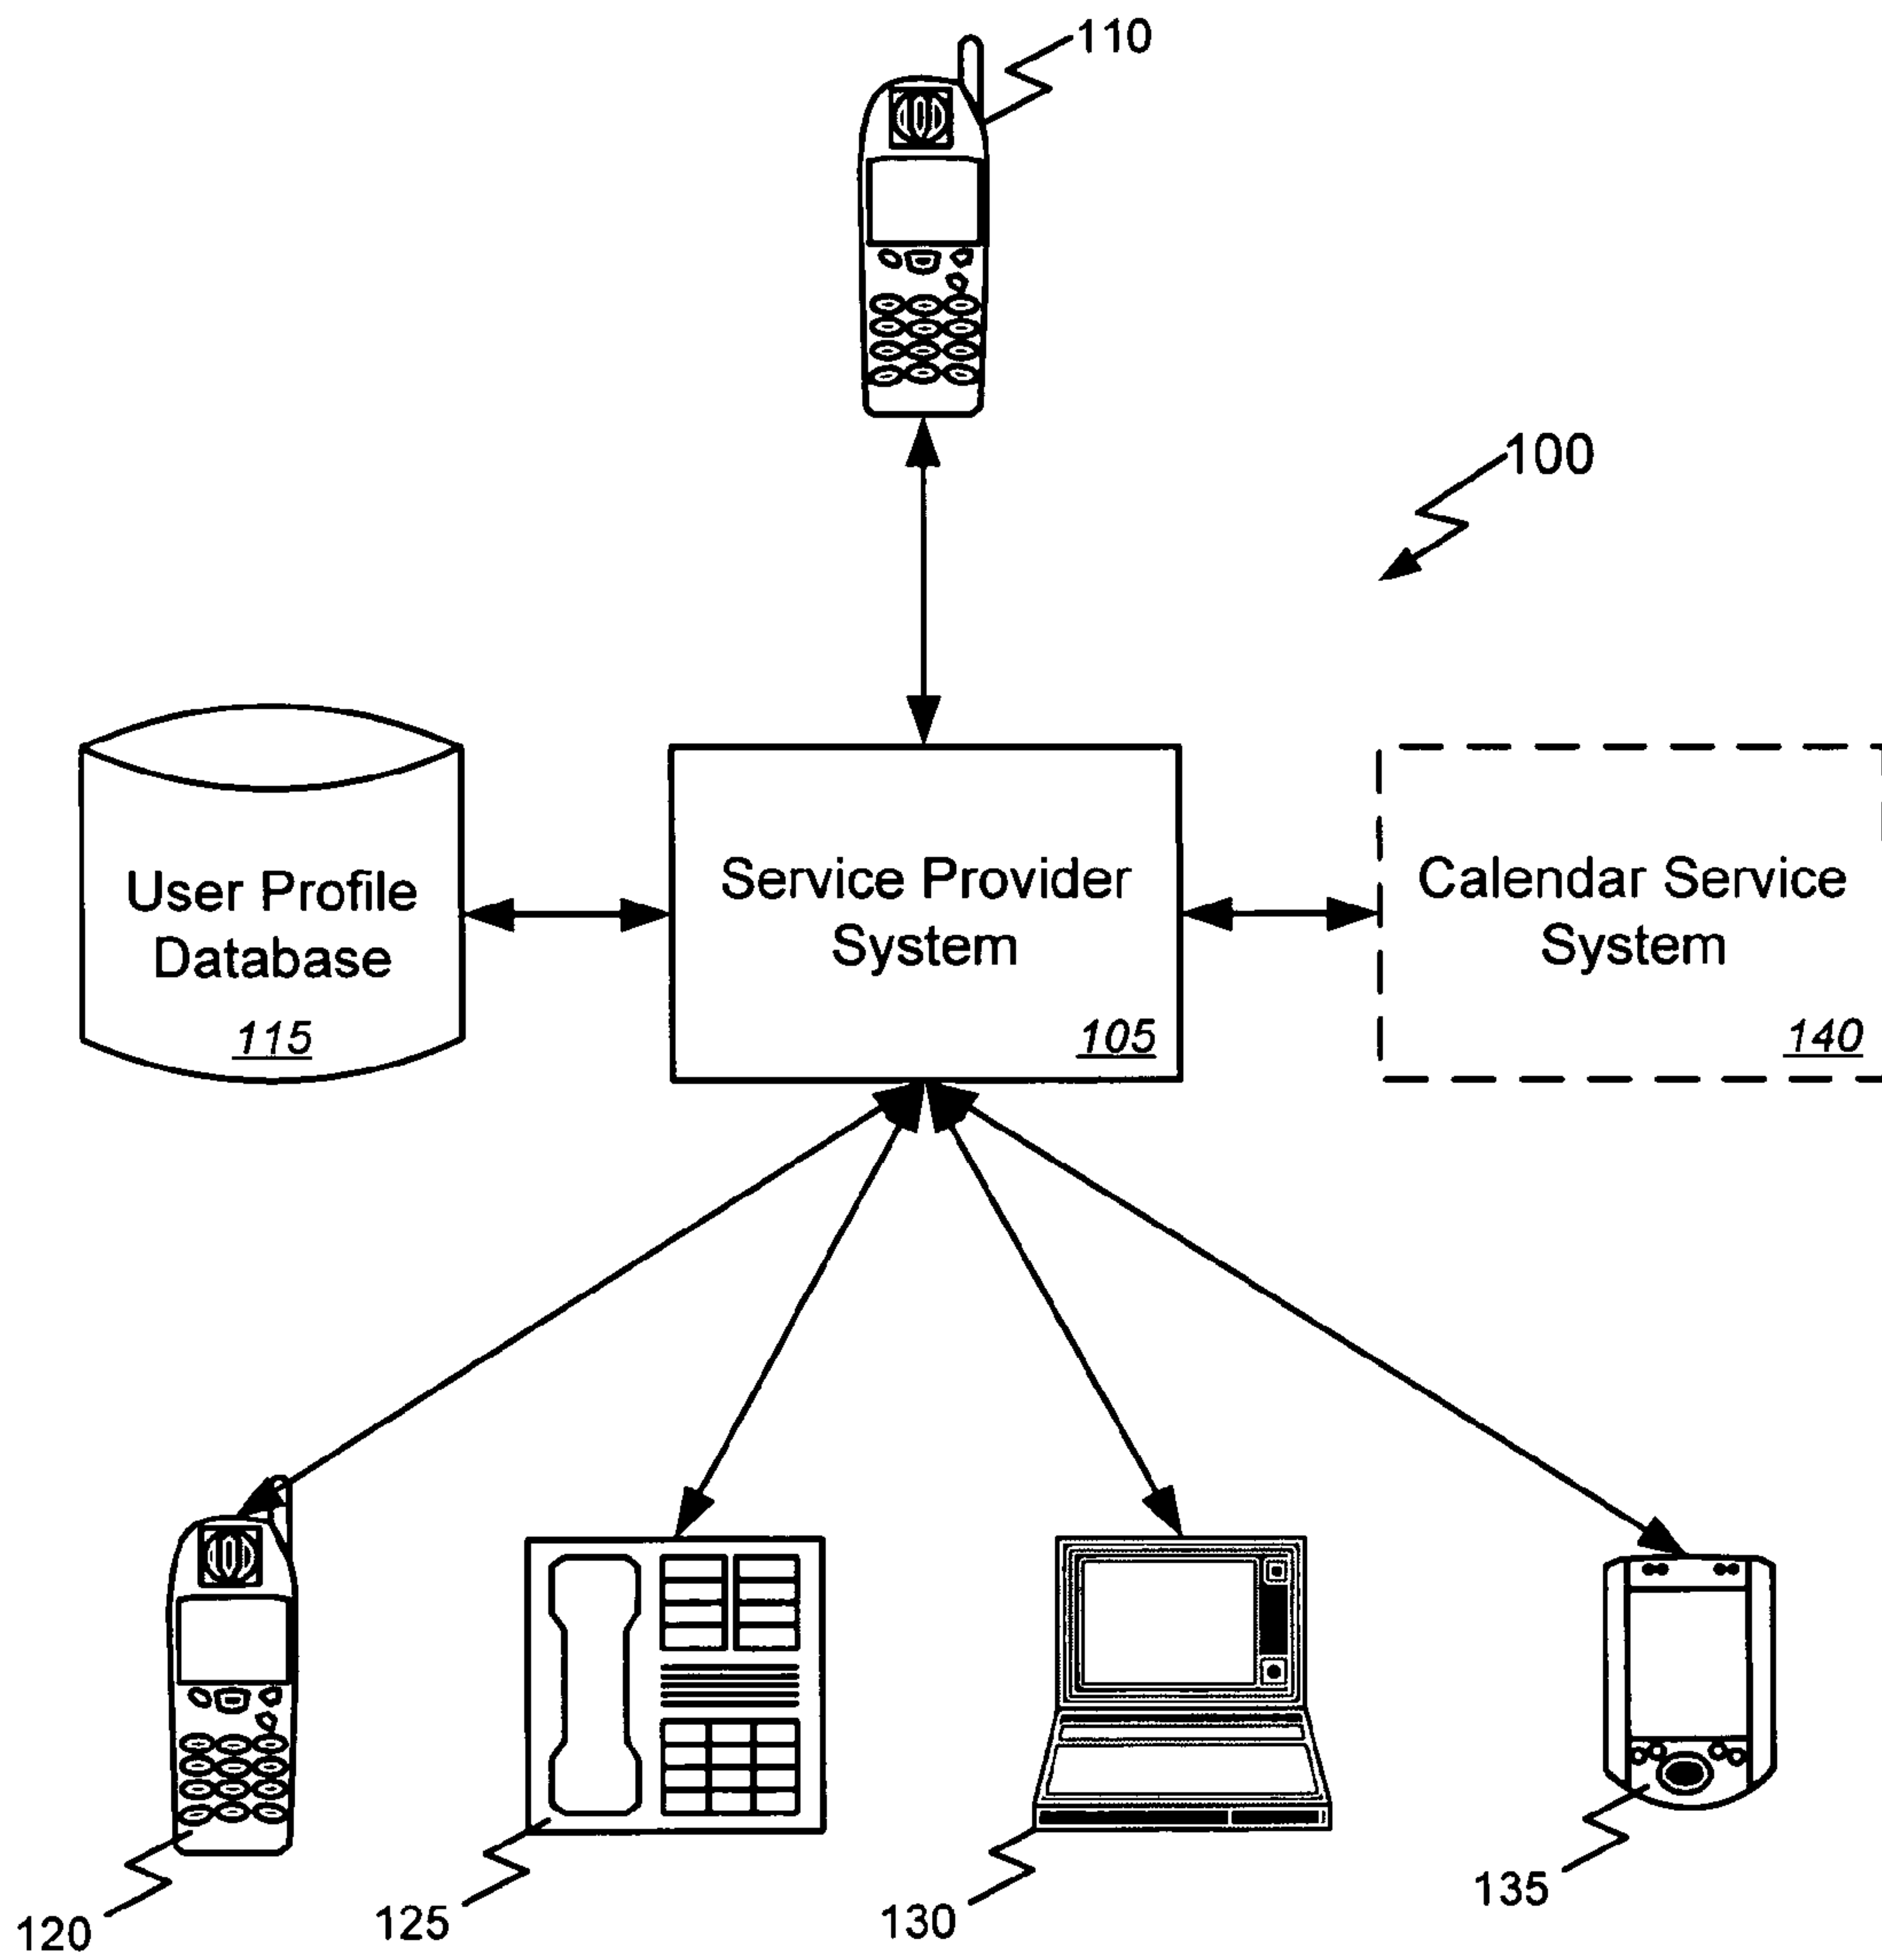 110
100
User Profile
Database
115
Service Provider
System
105
Calendar Service
System
140
120
125
130
135